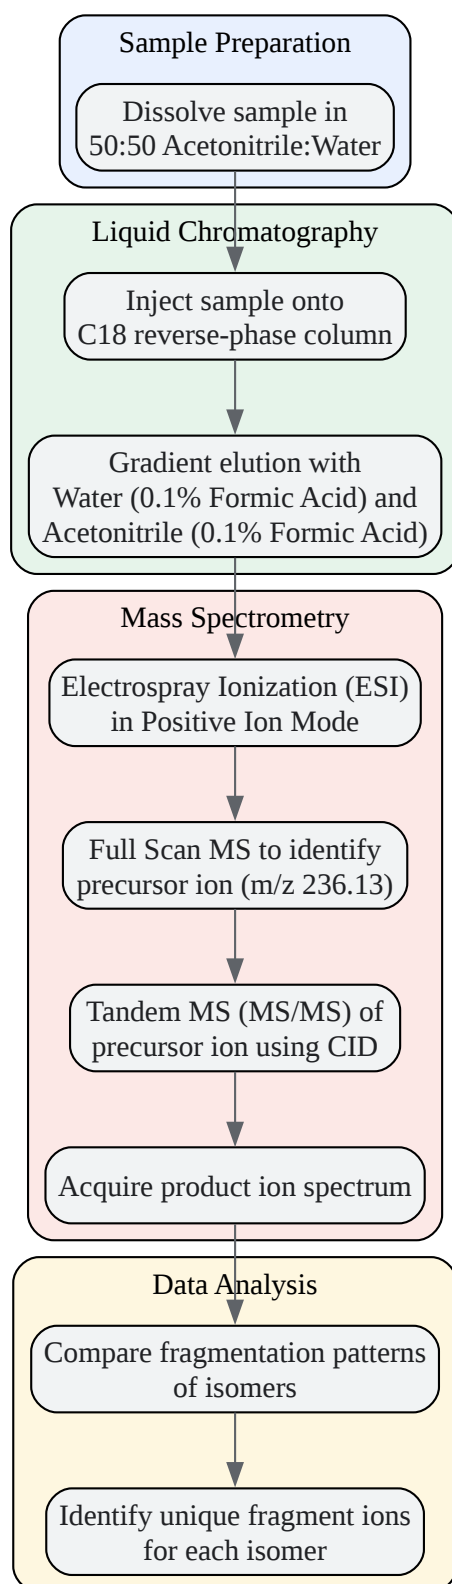 Sample Preparation
Dissolve sample in
50:50 Acetonitrile:Water
Liquid Chromatography
Inject sample onto
C18 reverse-phase column
Gradient elution with
Water (0.1% Formic Acid) and
Acetonitrile (0.1% Formic Acid)
Mass Spectrometry
Electrospray Ionization (ESI)
in Positive Ion Mode
Full Scan MS to identify
precursor ion (m/z 236.13)
Tandem MS (MS/MS) of
precursor ion using CID
Acquire product ion spectrum
Data Analysis
Compare fragmentation patterns
of isomers
Identify unique fragment ions
for each isomer